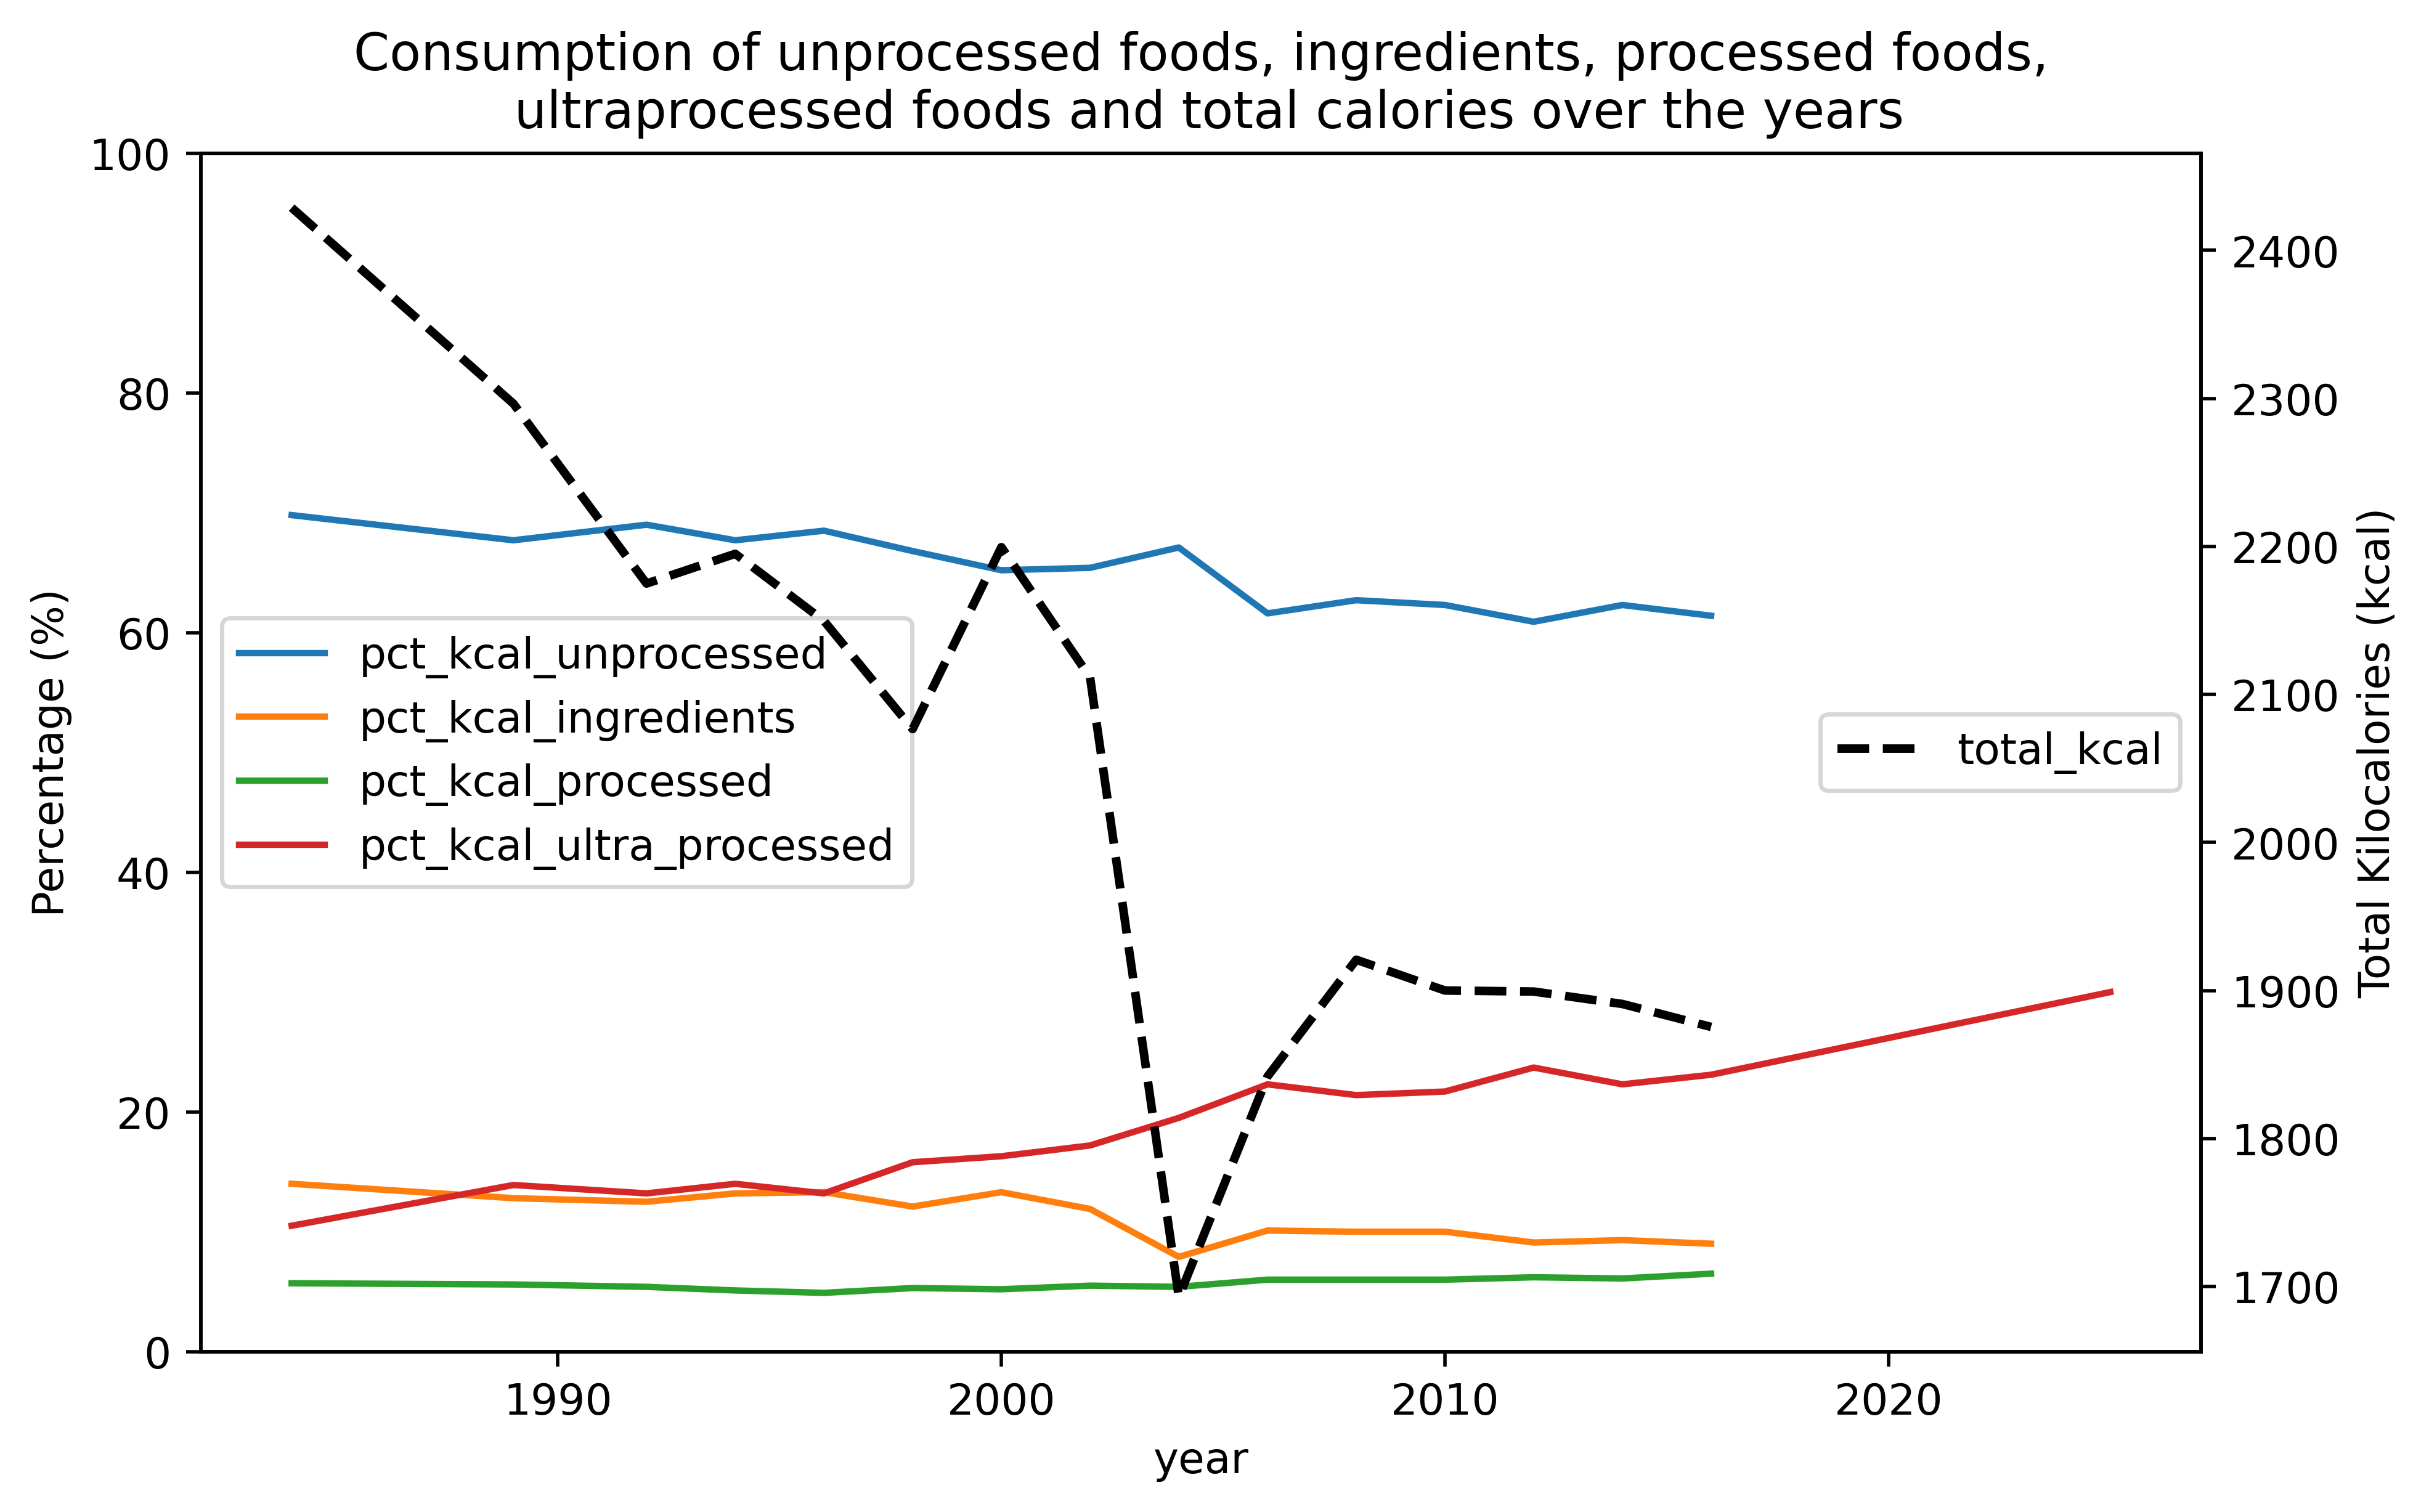 Consumption of unprocessed foods, ingredients, processed foods,
ultraprocessed foods and total calories over the years
100
80
60
40
20
0
Percentage (%)
pct_kcal_unprocessed
pct_kcal_ingredients
pct_kcal_processed
pct_kcal_ultra_processed
total_kcal
2400
2300
2200
2100
2000
1900
1800
1700
Total Kilocalories (kcal)
1990
2000
2010
2020
year